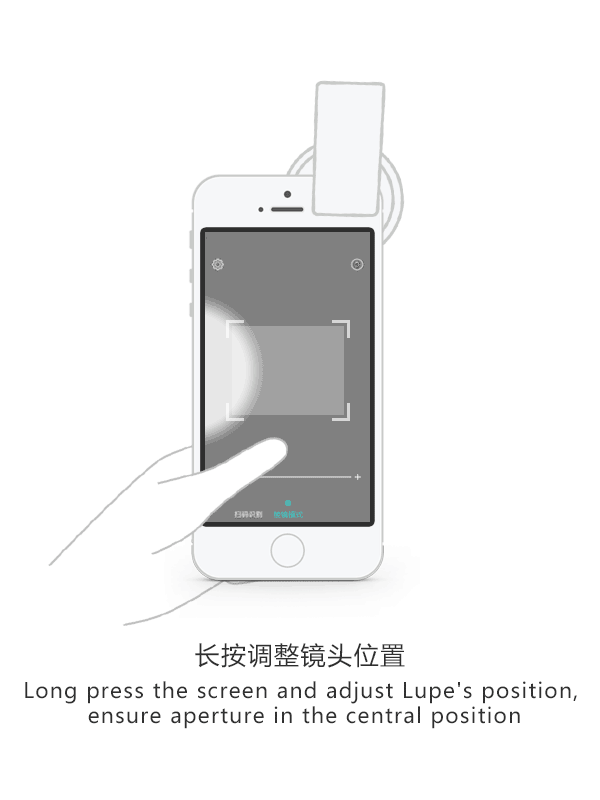 +
扫码识别
长按调整镜头位置
Long press the screen and adjust Lupe's position,
ensure aperture in the central position